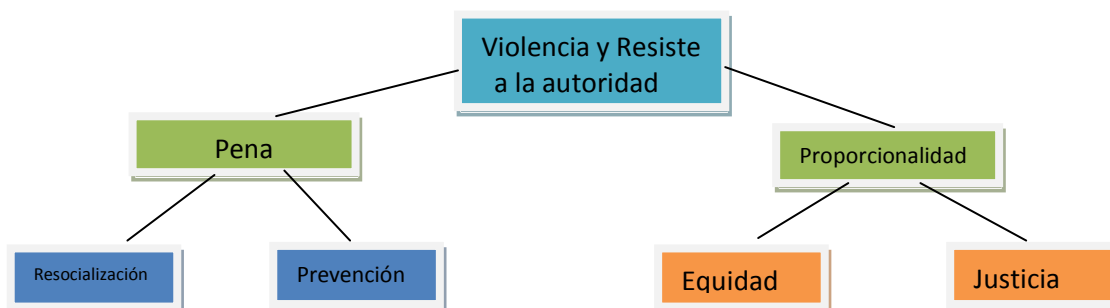 Violencia y Resiste
a la autoridad
Pena
Proporcionalidad
Resocialización
Prevención
Equidad
Justicia